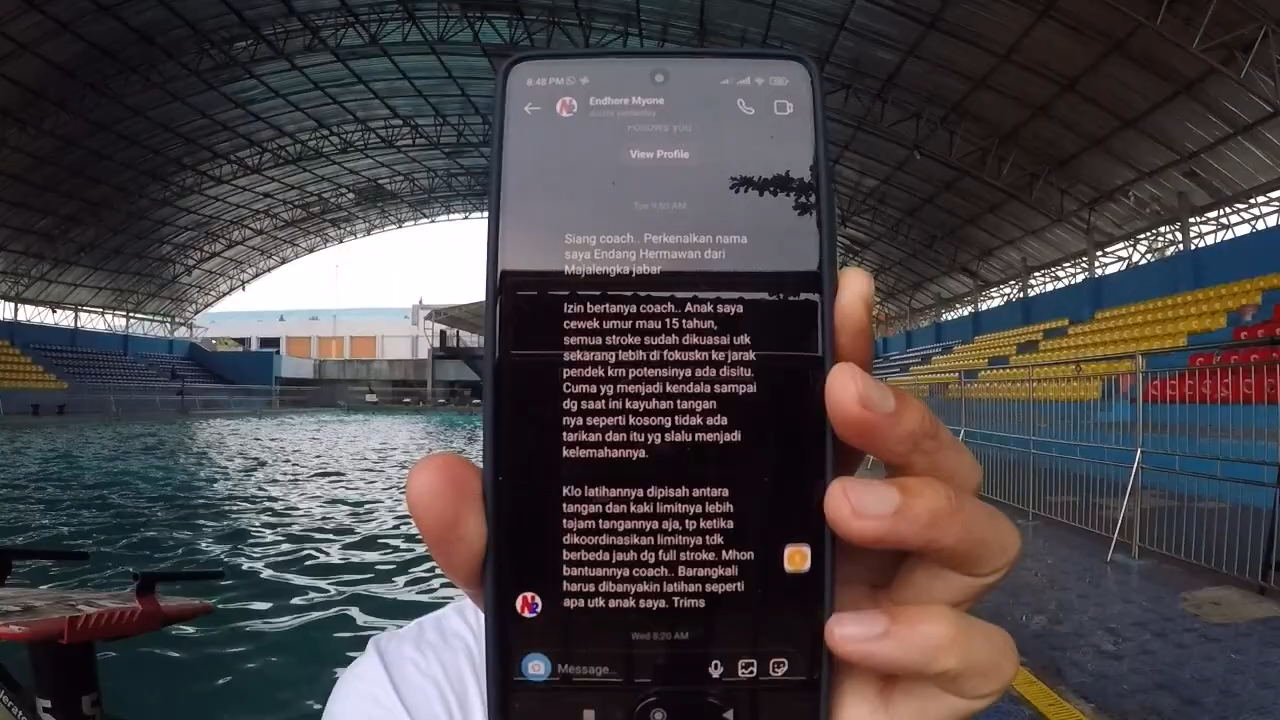 8:48 PM
Endhore Myone
FOLLOWS YOU
View Profile
Siang coach.. Perkenalkan nama
saya Endang Hermawan dari
Majalengka jabar
Izin bertanya coach.. Anak saya
cewek umur mau 15 tahun,
semua stroke sudah dikuasai utk
sekarang lebih di fokuskn ke jarak
pendek krn potensinya ada disitu.
Cuma yg menjadi kendala sampai
dg saat ini kayuhan tangan
nya seperti kosong tidak ada
tarikan dan itu yg slalu menjadi
kelemahannya.
Klo latihannya dipisah antara
tangan dan kaki limitnya lebih
tajam tangannya aja, tp ketika
dikoordinasikan limitnya tdk
berbeda jauh dg full stroke. Mhon
bantuannya coach.. Barangkali
harus dibanyakin latihan seperti
apa utk anak saya. Trims
Wed 8:20 AM
Message...
5